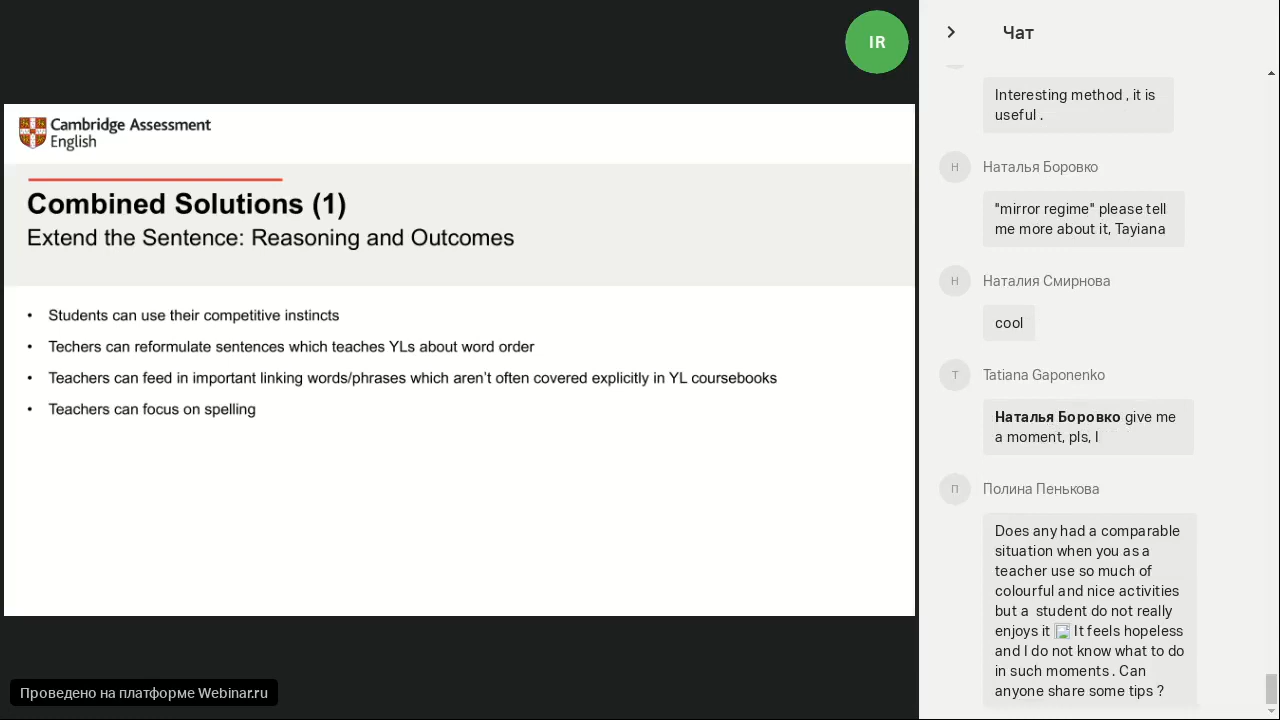 IR
Cambridge Assessment
English
Combined Solutions (1)
Extend the Sentence: Reasoning and Outcomes
• Students can use their competitive instincts
• Techers can reformulate sentences which teaches YLs about word order
• Teachers can feed in important linking words/phrases which aren't often covered explicitly in YL coursebooks
• Teachers can focus on spelling
Проведено на платформе Webinar.ru
Чат
Interesting method , it is
useful .
Н
Наталья Боровко
"mirror regime" please tell
me more about it, Tayiana
Н
Наталия Смирнова
cool
T
Tatiana Gaponenko
Наталья Боровко give me
a moment, pls, I
П
Полина Пенькова
Does any had a comparable
situation when you as a
teacher use so much of
colourful and nice activities
but a student do not really
enjoys it It feels hopeless
and I do not know what to do
in such moments . Can
anyone share some tips ?